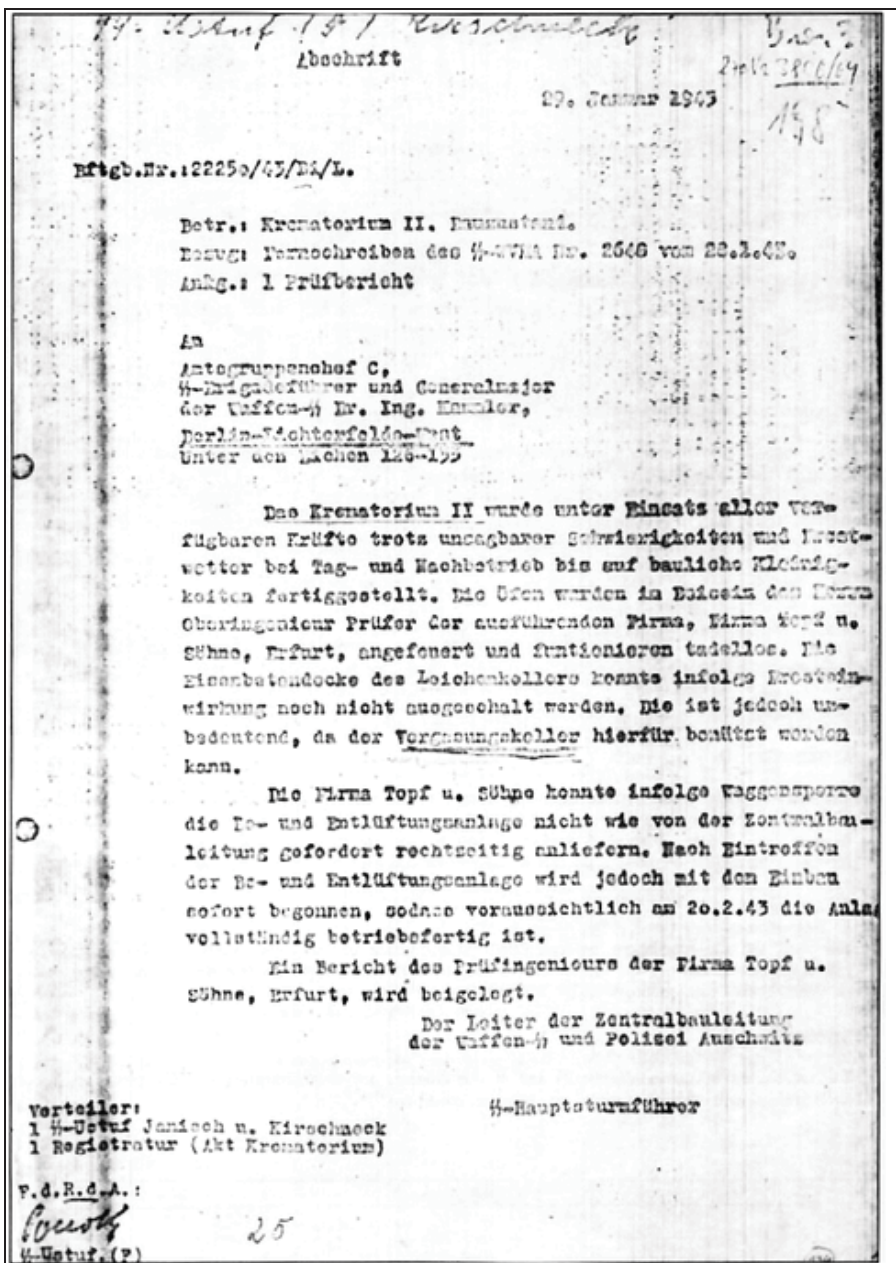 Abschrift
29. Januar 1943
Bftgb.Nr.:2225o/43/Bi/L.
Betr.: Krematorium II. Bauzustand.
Bezug: Fernschreiben des SS-WVHA Nr. 2648 vom 28.1.43.
Anlg.: 1 Prüfbericht
An
Amtsgruppenchef C,
SS-Brigadeführer und Generalmajor
der Waffen-SS Dr. Ing. Kammler,
Berlin-Lichterfelde-West
Unter den Eichen 126-135
Das Krematorium II wurde unter Einsatz aller ver-
fügbaren Kräfte trotz unsagbarer Schwierigkeiten und Frost-
wetter bei Tag- und Nachbetrieb bis auf bauliche Kleinig-
keiten fertiggestellt. Die Öfen wurden im Beisein des Herrn
Oberingenieur Prüfer der ausführenden Firma, Firma Topf u.
Söhne, Erfurt, angefeuert und funtionieren tadellos. Die
Eisenbetondecke des Leichenkellers konnte infolge Frostein-
wirkung noch nicht ausgeschalt werden. Die ist jedoch un-
bedeutend, da der Vergasungskeller hierfür benützt werden
kann.
Die Firma Topf u. Söhne konnte infolge Waggonsperre
die Be- und Entlüftungsanlage nicht wie von der Zentralbau-
leitung gefordert rechtzeitig anliefern. Nach Eintreffen
der Be- und Entlüftungsanlage wird jedoch mit dem Einbau
sofort begonnen, sodass voraussichtlich am 2o.2.43 die Anla
vollständig betriebsfertig ist.
Ein Bericht des Prüfingenieurs der Firma Topf u.
Söhne, Erfurt, wird beigelegt.
Der Leiter der Zentralbauleitung
der Waffen-SS und Polizei Auschwitz
SS-Hauptsturmführer
Verteiler:
1 SS-Ustuf Janisch u. Kirschneck
1 Registratur (Akt Krematorium)
F.d.R.d.A.:
25
SS-Ustuf.(F)